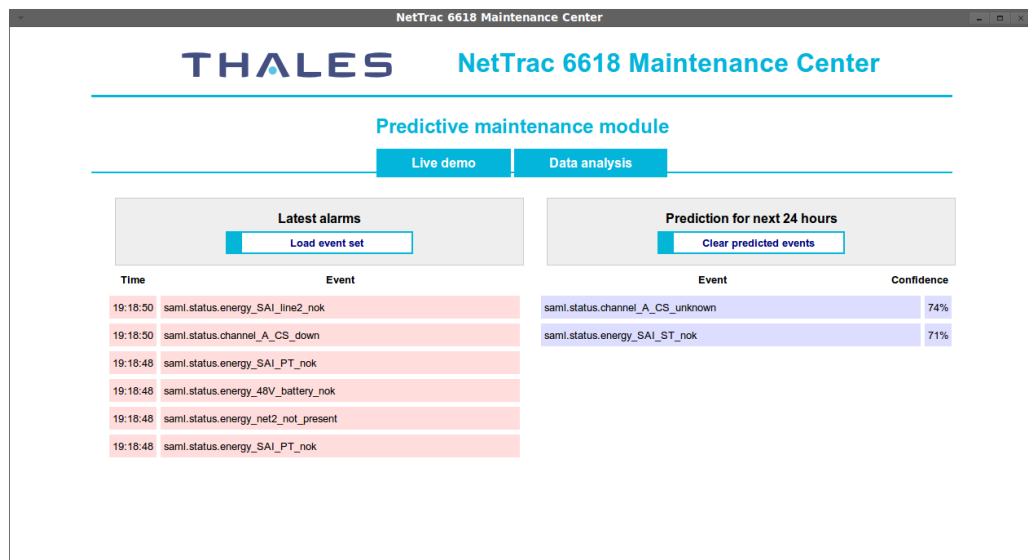 NetTrac 6618 Maintenance Center
THALES NetTrac 6618 Maintenance Center
Predictive maintenance module
Live demo Data analysis
Latest alarms
Load event set
Time Event
19:18:50 saml.status.energy_SAI_line2_nok
19:18:50 saml.status.channel_A_CS_down
19:18:48 saml.status.energy_SAI_PT_nok
19:18:48 saml.status.energy_48V_battery_nok
19:18:48 saml.status.energy_net2_not_present
19:18:48 saml.status.energy_SAI_PT_nok
Prediction for next 24 hours
Clear predicted events
Event Confidence
saml.status.channel_A_CS_unknown 74%
saml.status.energy_SAI_ST_nok 71%